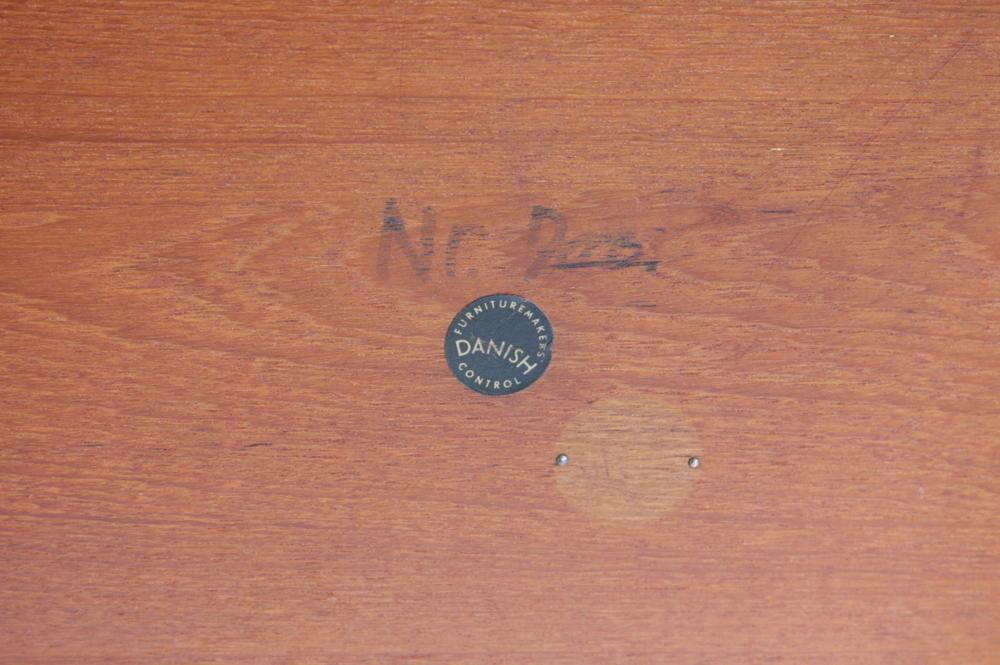 Nr.
FURNITUREMAKERS'
DANISH
CONTROL